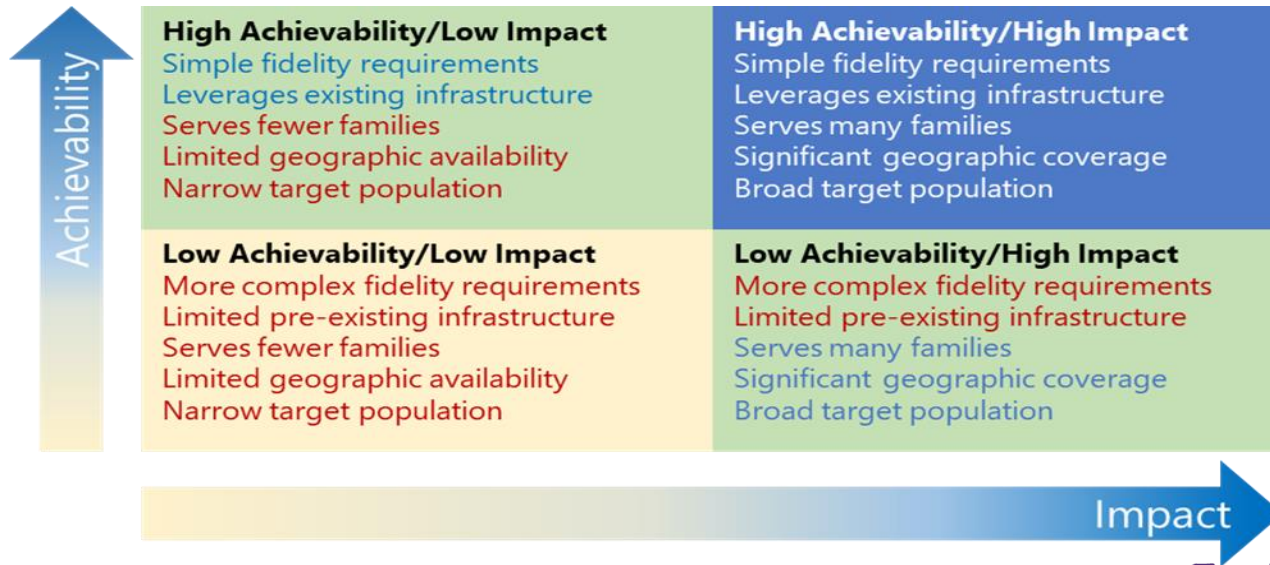 Achievability
High Achievability/Low Impact
Simple fidelity requirements
Leverages existing infrastructure
Serves fewer families
Limited geographic availability
Narrow target population
High Achievability/High Impact
Simple fidelity requirements
Leverages existing infrastructure
Serves many families
Significant geographic coverage
Broad target population
Low Achievability/Low Impact
More complex fidelity requirements
Limited pre-existing infrastructure
Serves fewer families
Limited geographic availability
Narrow target population
Low Achievability/High Impact
More complex fidelity requirements
Limited pre-existing infrastructure
Serves many families
Significant geographic coverage
Broad target population
Impact